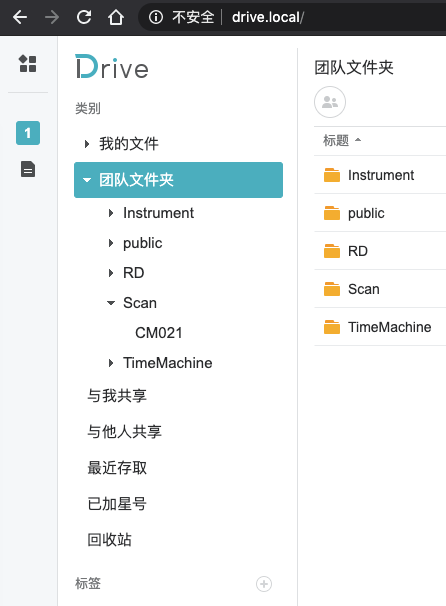 不安全 drive.local/
Drive
类别
1
我的文件
团队文件夹
Instrument
public
RD
Scan
CM021
TimeMachine
与我共享
与他人共享
最近存取
已加星号
回收站
标签
团队文件夹
标题
Instrument
public
RD
Scan
TimeMachine